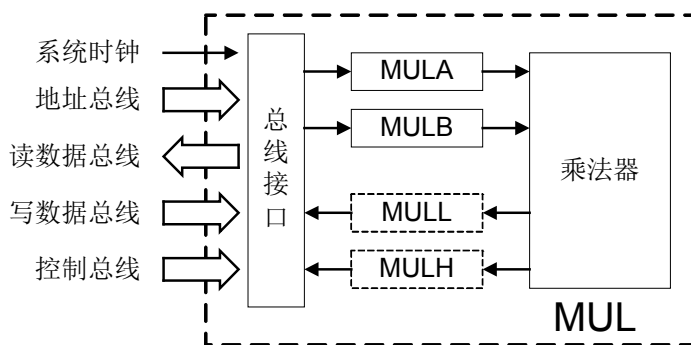 系统时钟
地址总线
读数据总线
写数据总线
控制总线
总线接口
MULA
MULB
MULL
MULH
乘法器
MUL